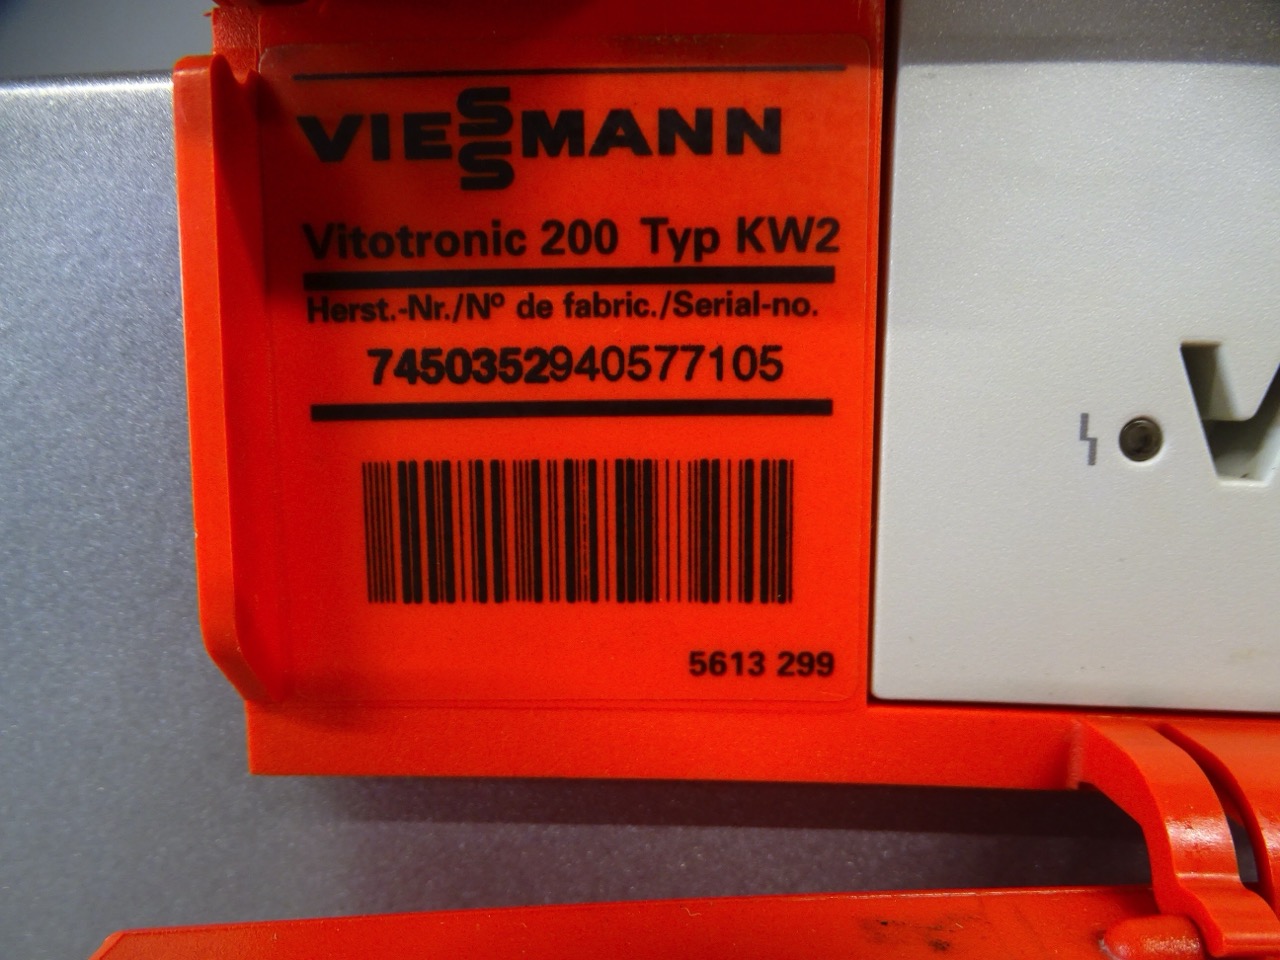 VIESSMANN
Vitotronic 200 Typ KW2
Herst.-Nr./Nº de fabric./Serial-no.
7450352940577105
5613 299
V